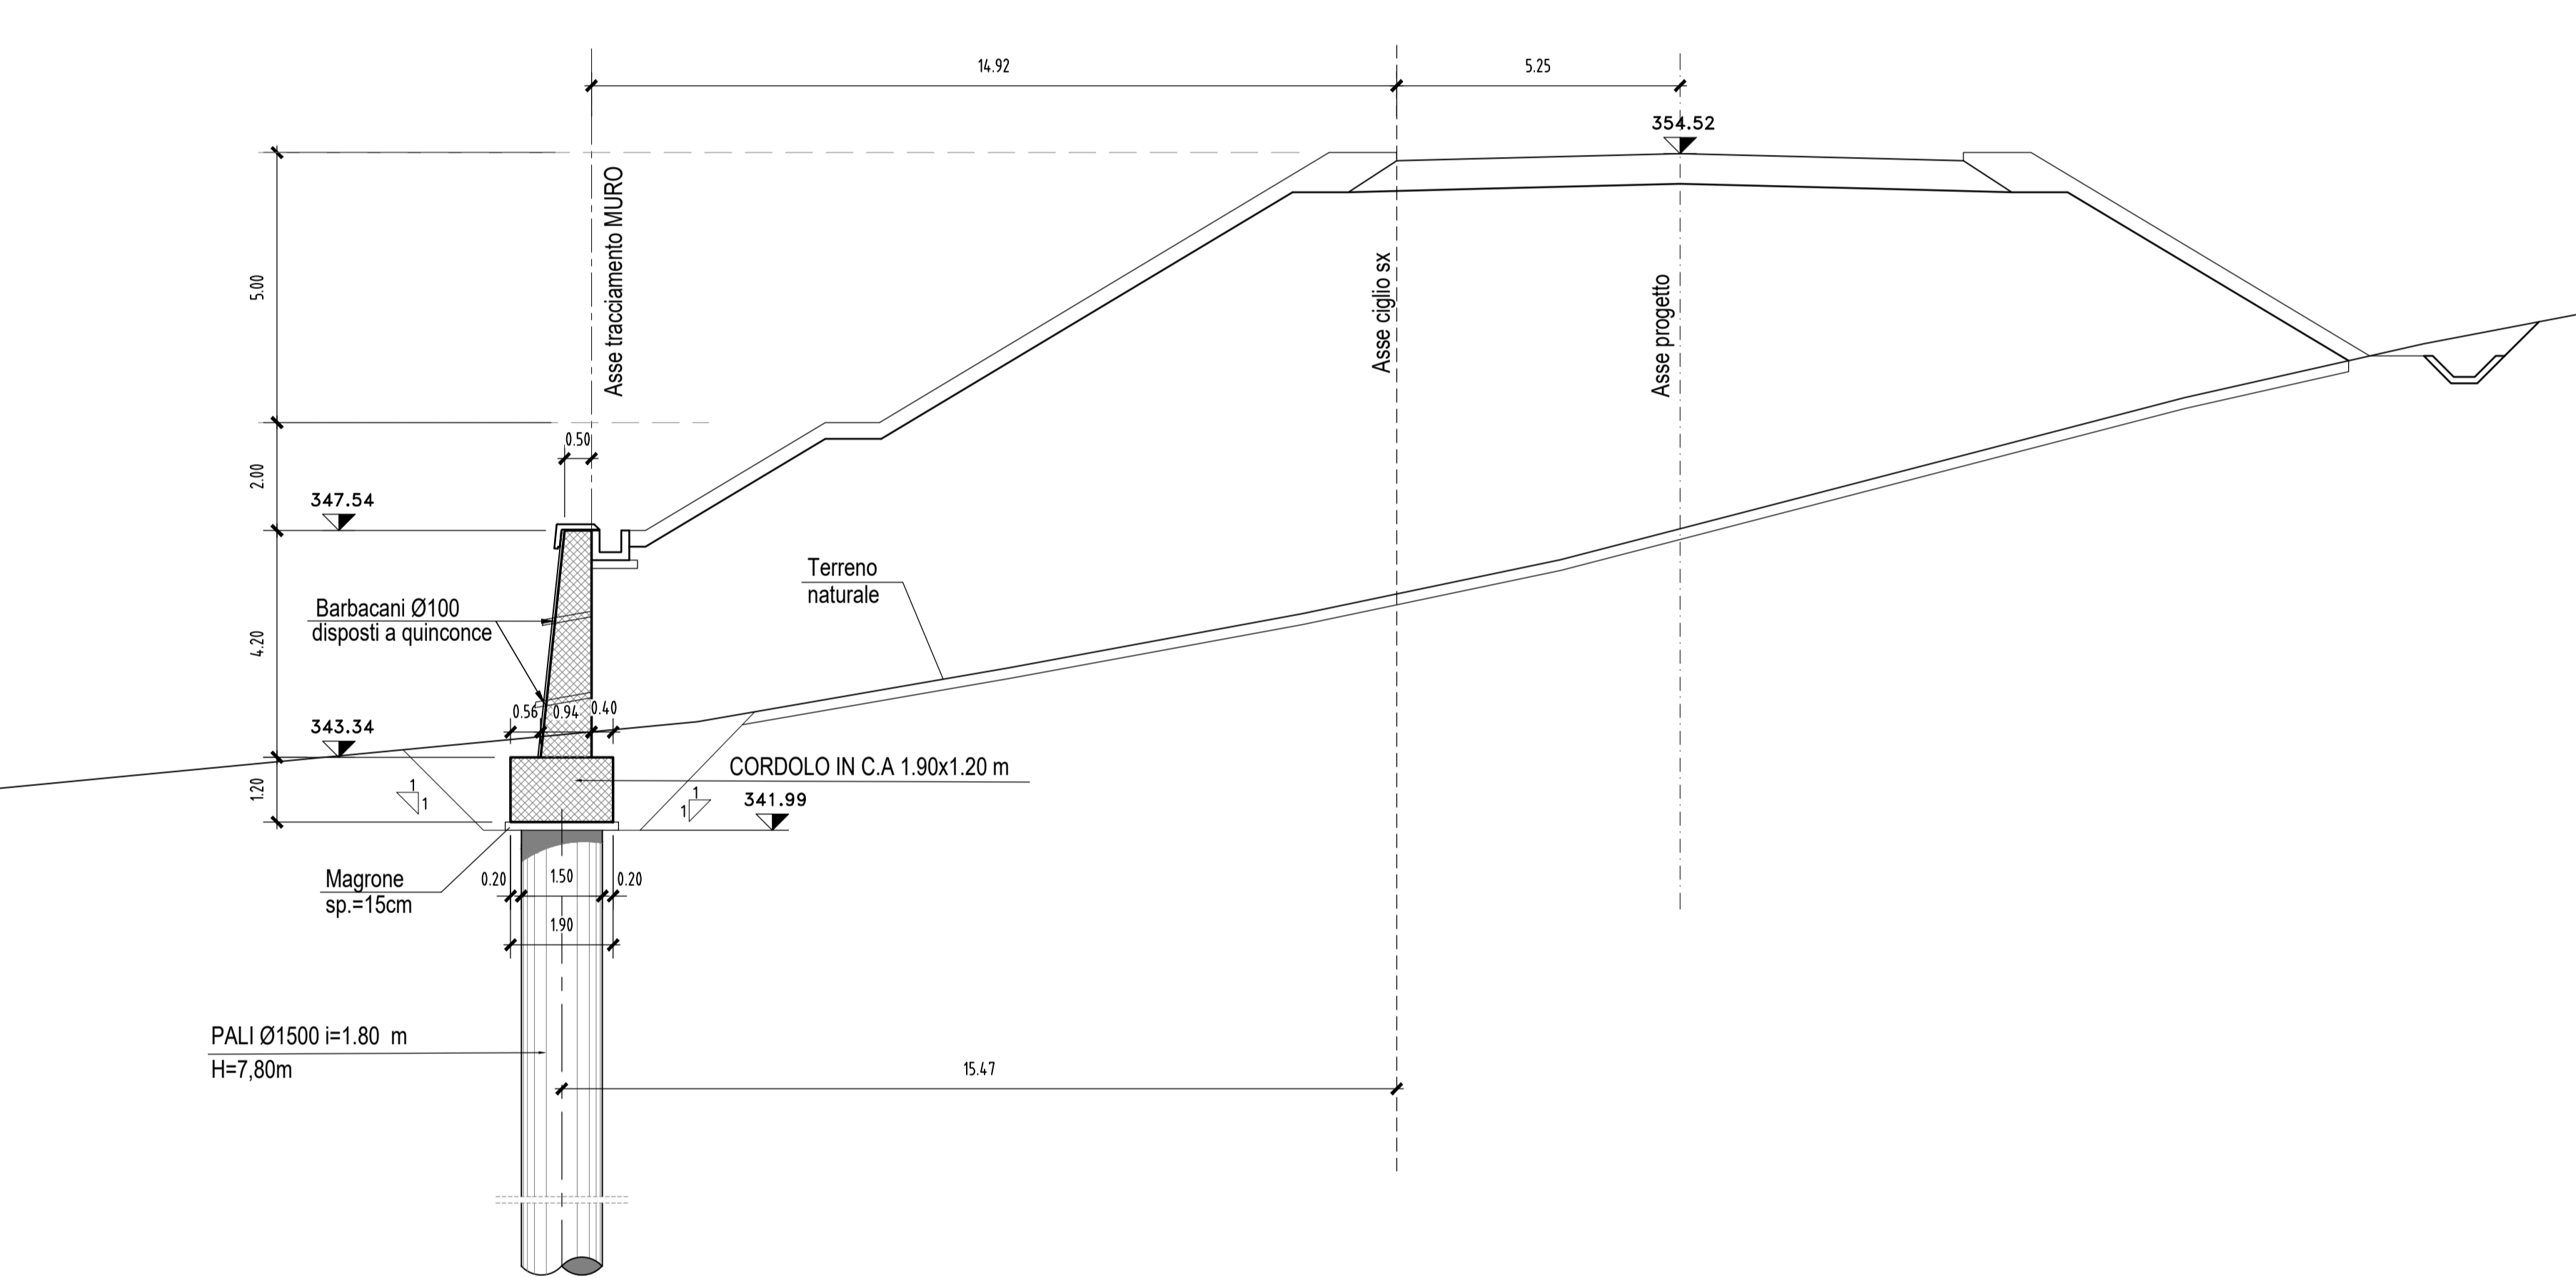 14.92
5.25
354.52
Asse tracciamento MURO
Asse ciglio sx
Asse progetto
5.00
0.50
2.00
347.54
Terreno
naturale
Barbacani Ø100
disposti a quinconce
4.20
0.56
0.94
0.40
343.34
CORDOLO IN C.A 1.90x1.20 m
1.20
1
1
1
1
341.99
Magrone
sp.=15cm
0.20
1.50
0.20
1.90
PALI Ø1500 i=1.80 m
H=7,80m
15.47